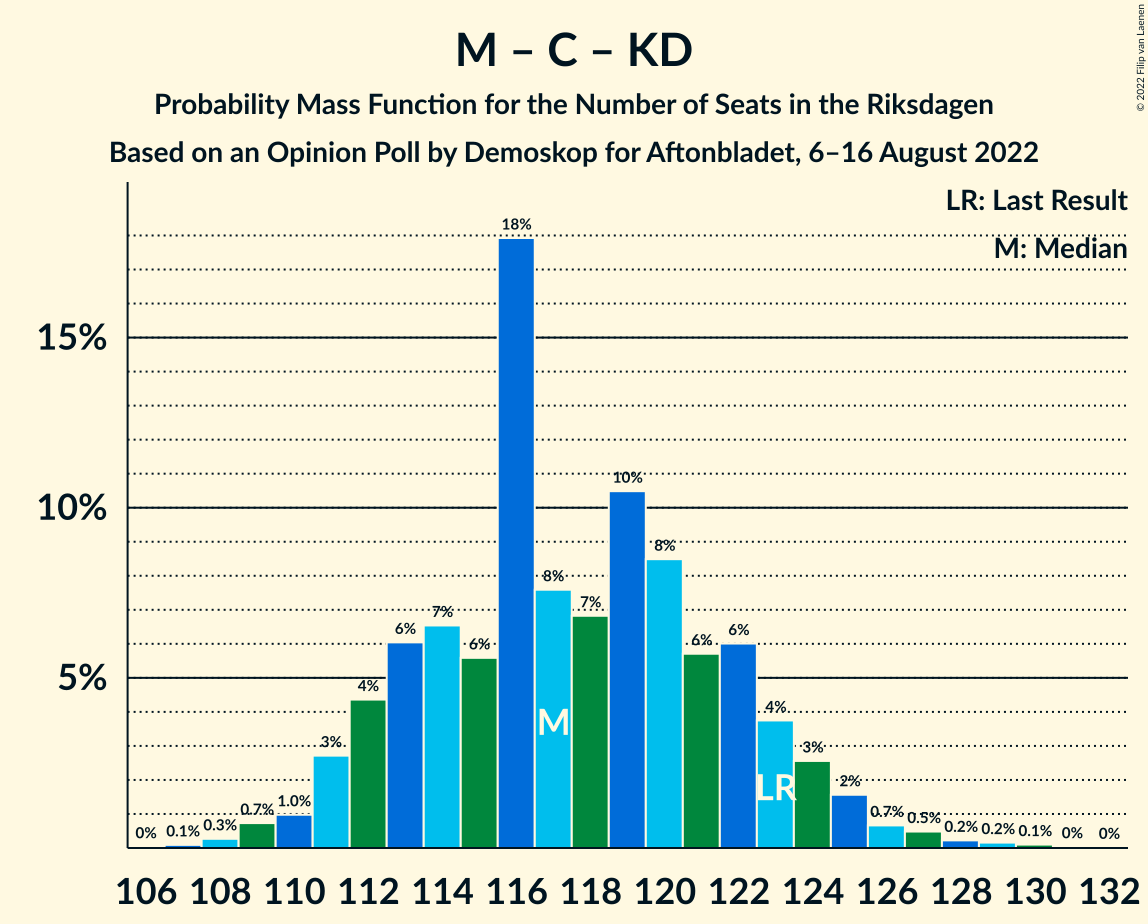 M – C – KD
Probability Mass Function for the Number of Seats in the Riksdagen
Based on an Opinion Poll by Demoskop for Aftonbladet, 6–16 August 2022
© 2022 Filip van Laenen
LR: Last Result
M: Median
15%
10%
5%
0% 0.1% 0.3% 0.7% 1.0% 3% 4% 6% 7% 6% 18% 8% 7% 10% 8% 6% 6% 4% 3% 2% 0.7% 0.5% 0.2% 0.2% 0.1% 0% 0%
M
LR
106 108 110 112 114 116 118 120 122 124 126 128 130 132